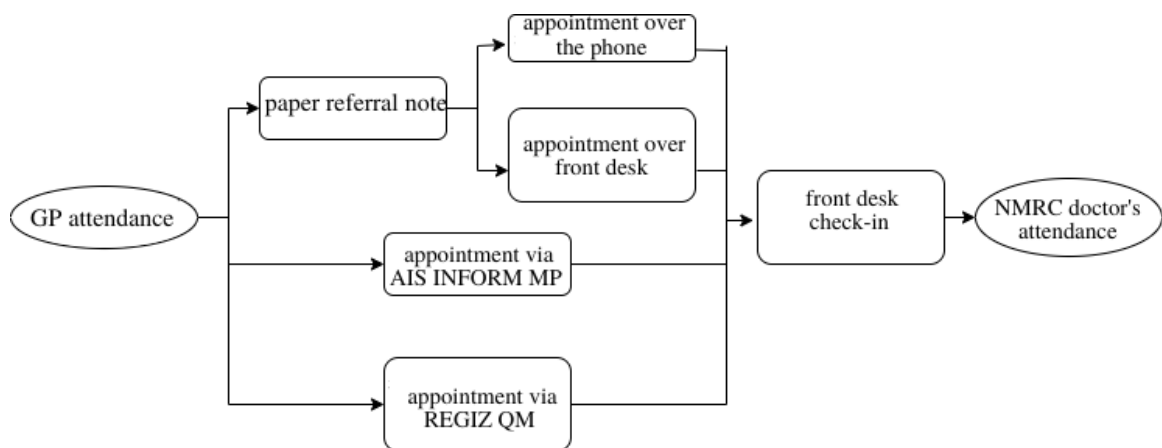 appointment over
the phone
paper referral note
appointment over
front desk
GP attendance
front desk
check-in
NMRC doctor's
attendance
appointment via
AIS INFORM MP
appointment via
REGIZ QM